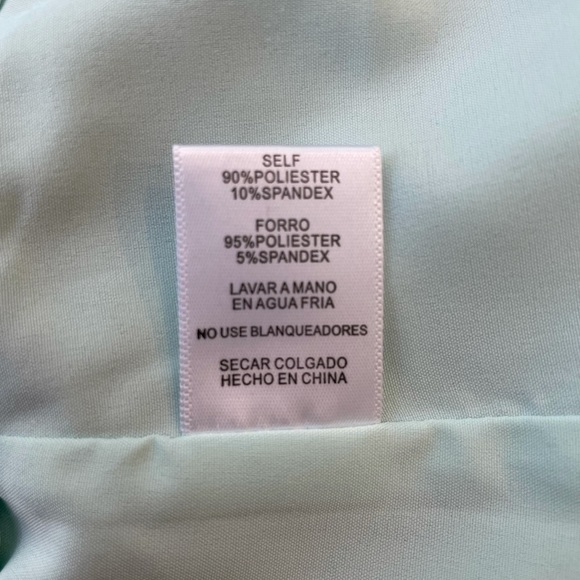 SELF
90%POLIESTER
10%SPANDEX
FORRO
95%POLIESTER
5%SPANDEX
LAVAR A MANO
EN AGUA FRIA
NO USE BLANQUEADORES
SECAR COLGADO
HECHO EN CHINA